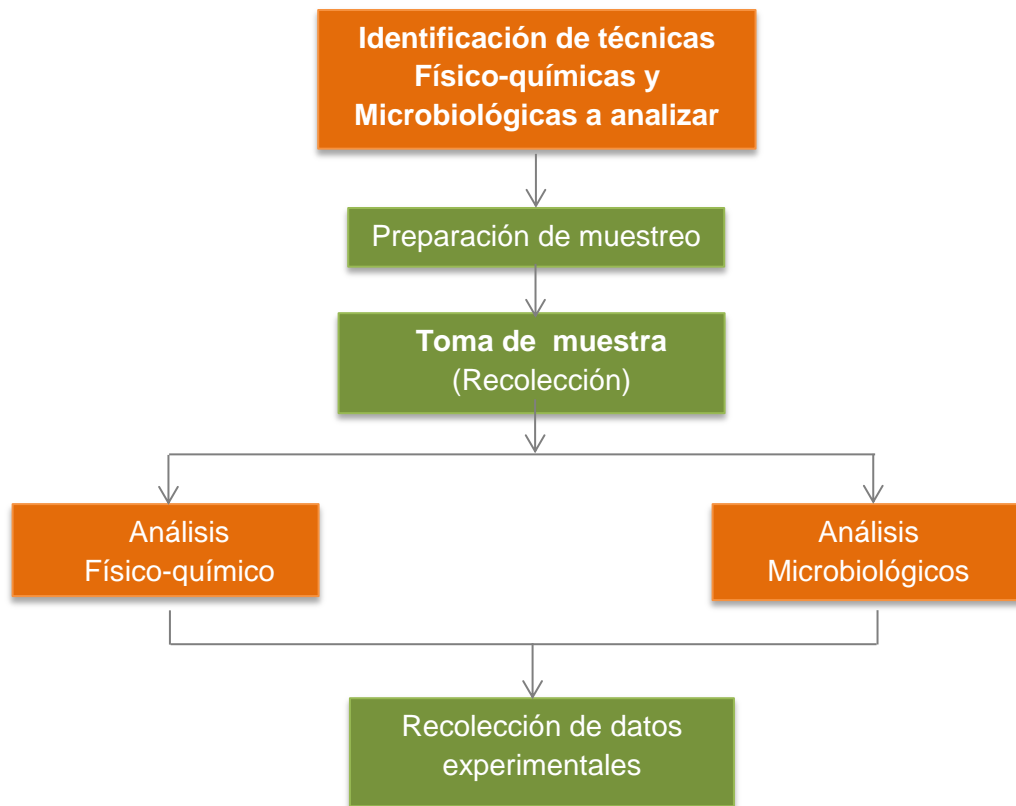 Identificación de técnicas
Físico-químicas y
Microbiológicas a analizar
Preparación de muestreo
Toma de muestra
(Recolección)
Análisis
Físico-químico
Análisis
Microbiológicos
Recolección de datos
experimentales